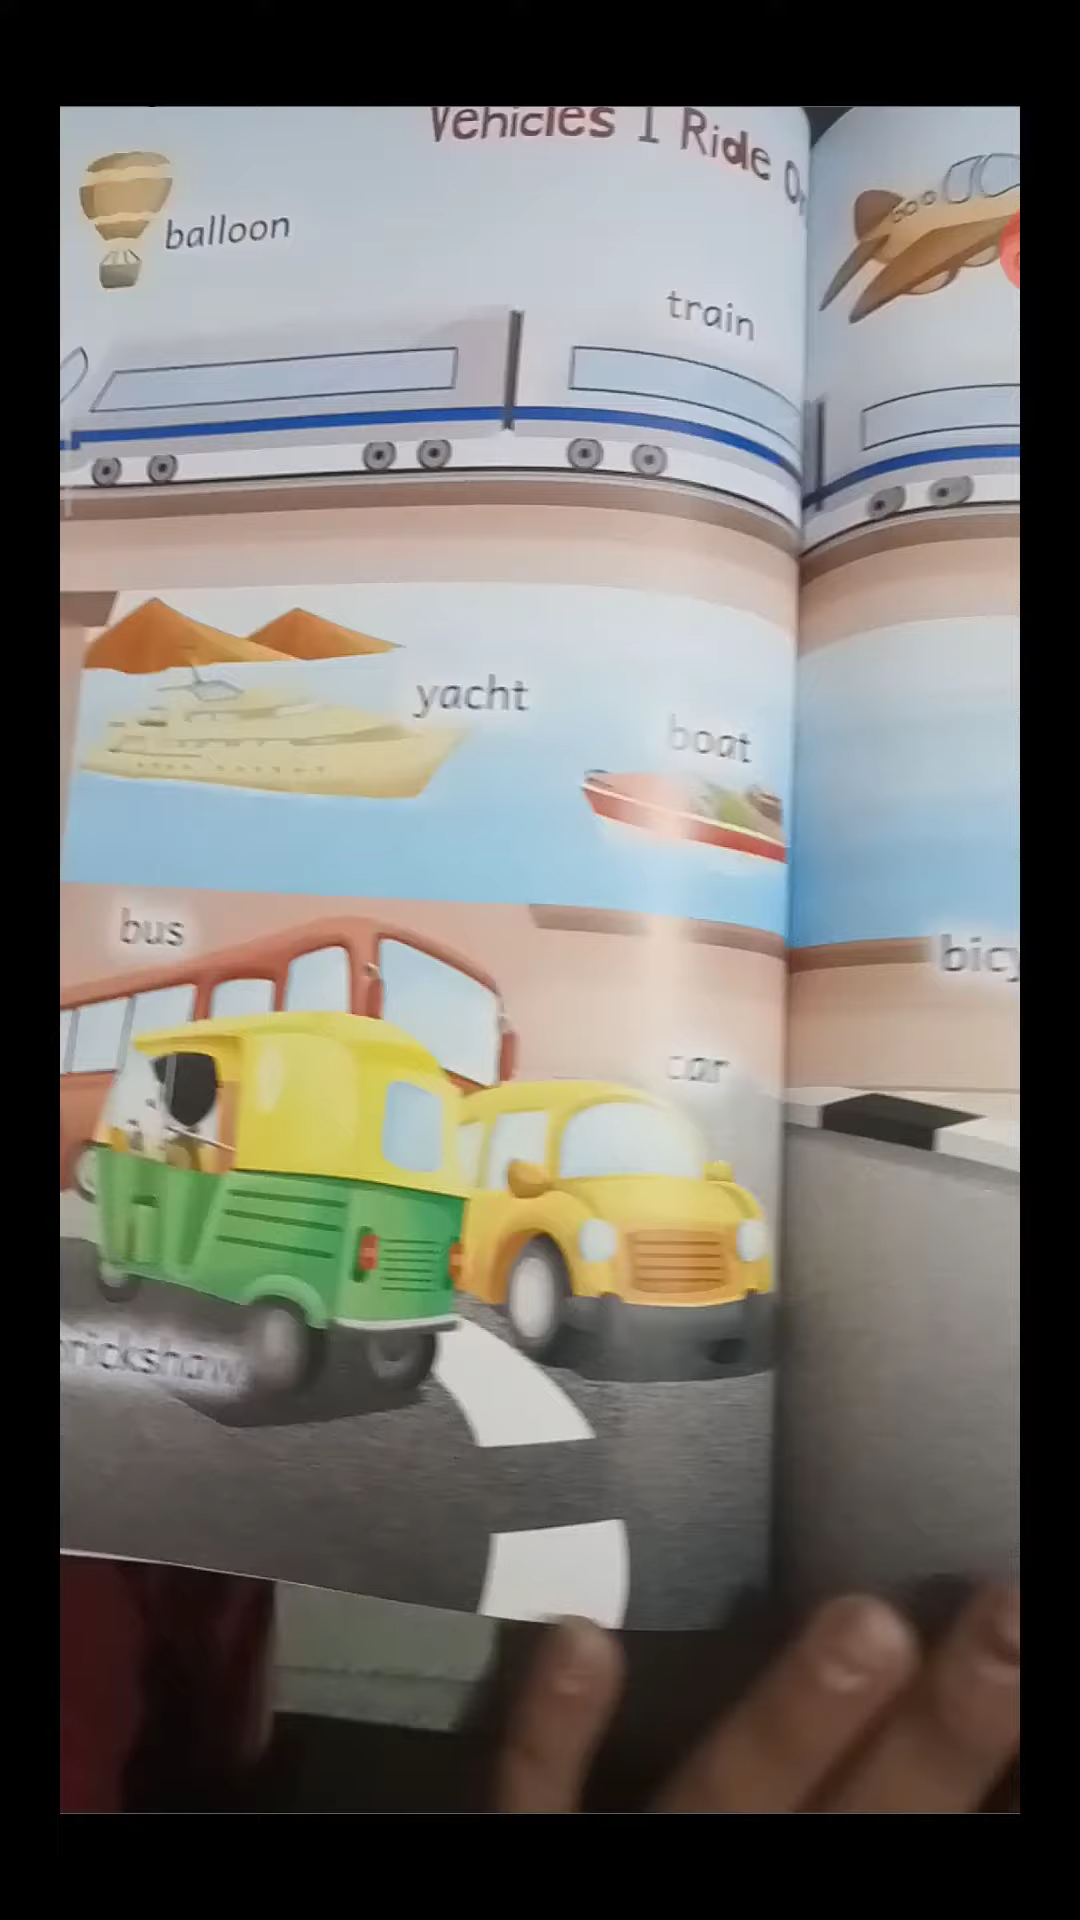 Vehicles I Ride
balloon
train
yacht
boat
bus
car